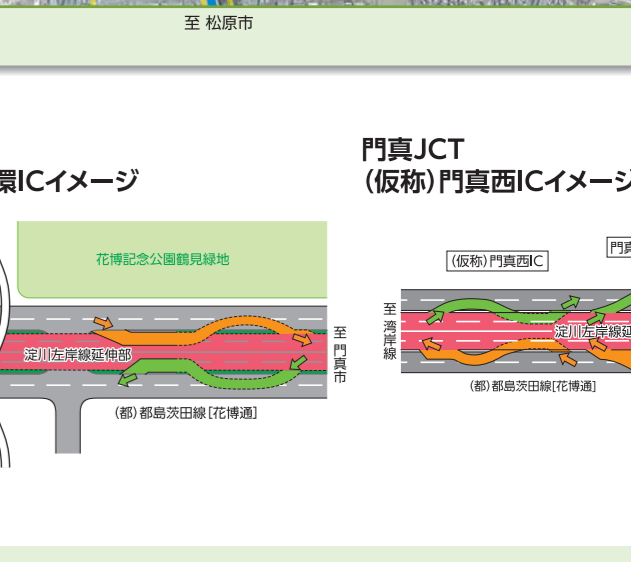 至 松原市
環ICイメージ
花博記念公園鶴見緑地
淀川左岸線延伸部
至門真市
(都)都島茨田線[花博通]
門真JCT
(仮称)門真西ICイメージ
(仮称)門真西IC
門真
至湾岸線
淀川左岸線延
(都)都島茨田線[花博通]